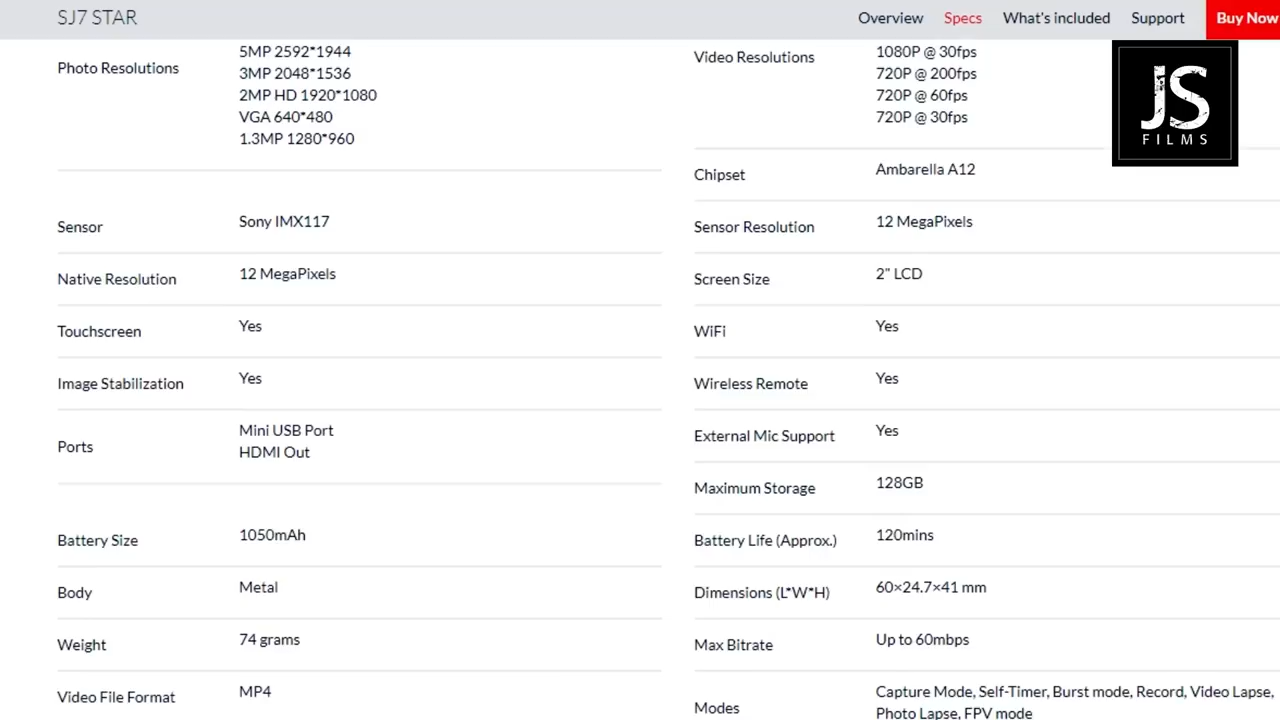 SJ7 STAR
Overview Specs What's included Support Buy Now
Photo Resolutions
5MP 2592*1944
3MP 2048*1536
2MP HD 1920*1080
VGA 640*480
1.3MP 1280*960
Video Resolutions
1080P @ 30fps
720P @ 200fps
720P @ 60fps
720P @ 30fps
JS
FILMS
Chipset Ambarella A12
Sensor Sony IMX117
Sensor Resolution 12 MegaPixels
Native Resolution 12 MegaPixels
Screen Size 2" LCD
Touchscreen Yes
WiFi Yes
Image Stabilization Yes
Wireless Remote Yes
Ports
Mini USB Port
HDMI Out
External Mic Support Yes
Maximum Storage 128GB
Battery Size 1050mAh
Battery Life (Approx.) 120mins
Body Metal
Dimensions (L*W*H) 60×24.7×41 mm
Weight 74 grams
Max Bitrate Up to 60mbps
Video File Format MP4
Modes
Capture Mode, Self-Timer, Burst mode, Record, Video Lapse,
Photo Lapse, FPV mode